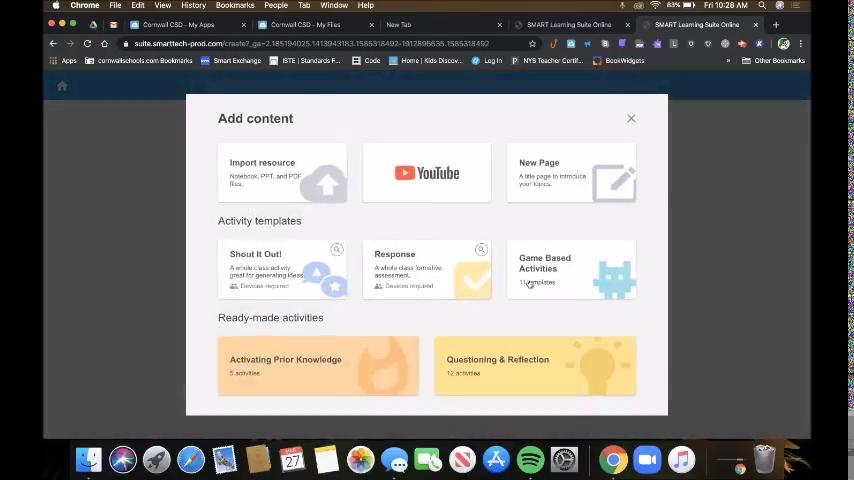 Chrome File Edit View History Bookmarks People Tab Window Help 83% Fri 10:28 AM
Cornwall CSD - My Apps Cornwall CSD - My Files New Tab SMART Learning Suite Online SMART Learning Suite Online
suite.smarttech-prod.com/create?_ga=2.185194025.1413943183.1585318492-1912896635.1585318492
Apps cornwallschools.com Bookmarks Smart Exchange ISTE | Standards F... Code Home | Kids Discov... Log In NYS Teacher Certif... BookWidgets » Other Bookmarks
Add content
Import resource
Notebook, PPT, and PDF
files.
YouTube
New Page
A title page to introduce
your topics.
Activity templates
Shout It Out!
A whole class activity
great for generating ideas
Devices required
Response
A whole class formative
assessment.
Devices required
Game Based
Activities
11 templates
Ready-made activities
Activating Prior Knowledge
5 activities
Questioning & Reflection
12 activities
MAR
27